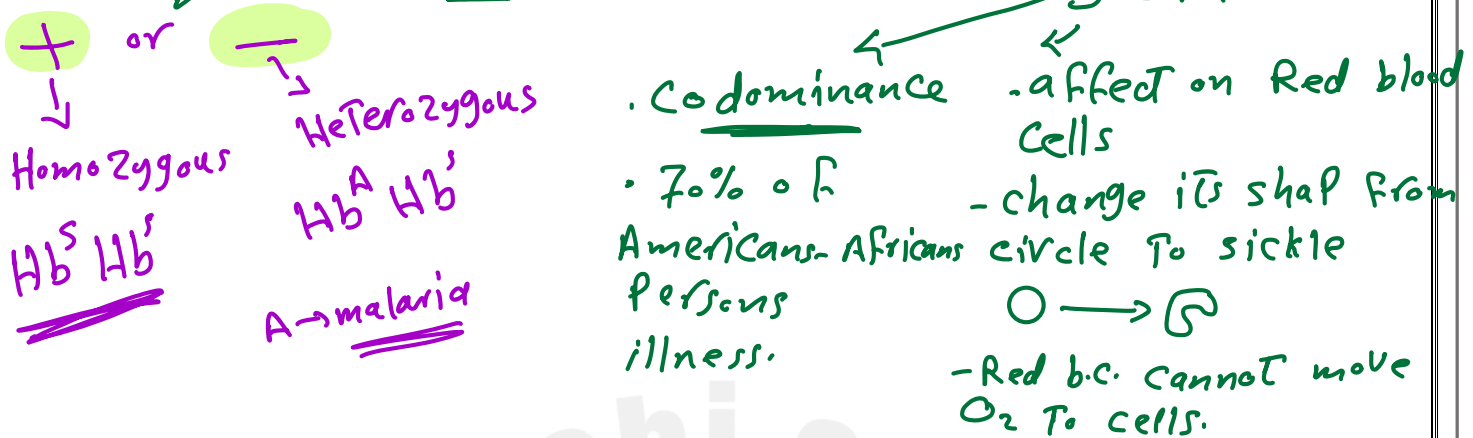 + or —
Homozygous
Hb^S Hb^s
Heterozygous
Hb^A Hb^s
A→malaria
. Codominance
• 70% of
Americans-Africans
Persons
illness.
-affect on Red blood
cells
- change its shap from
circle To sickle
-Red b.c. cannot move
O₂ To cells.